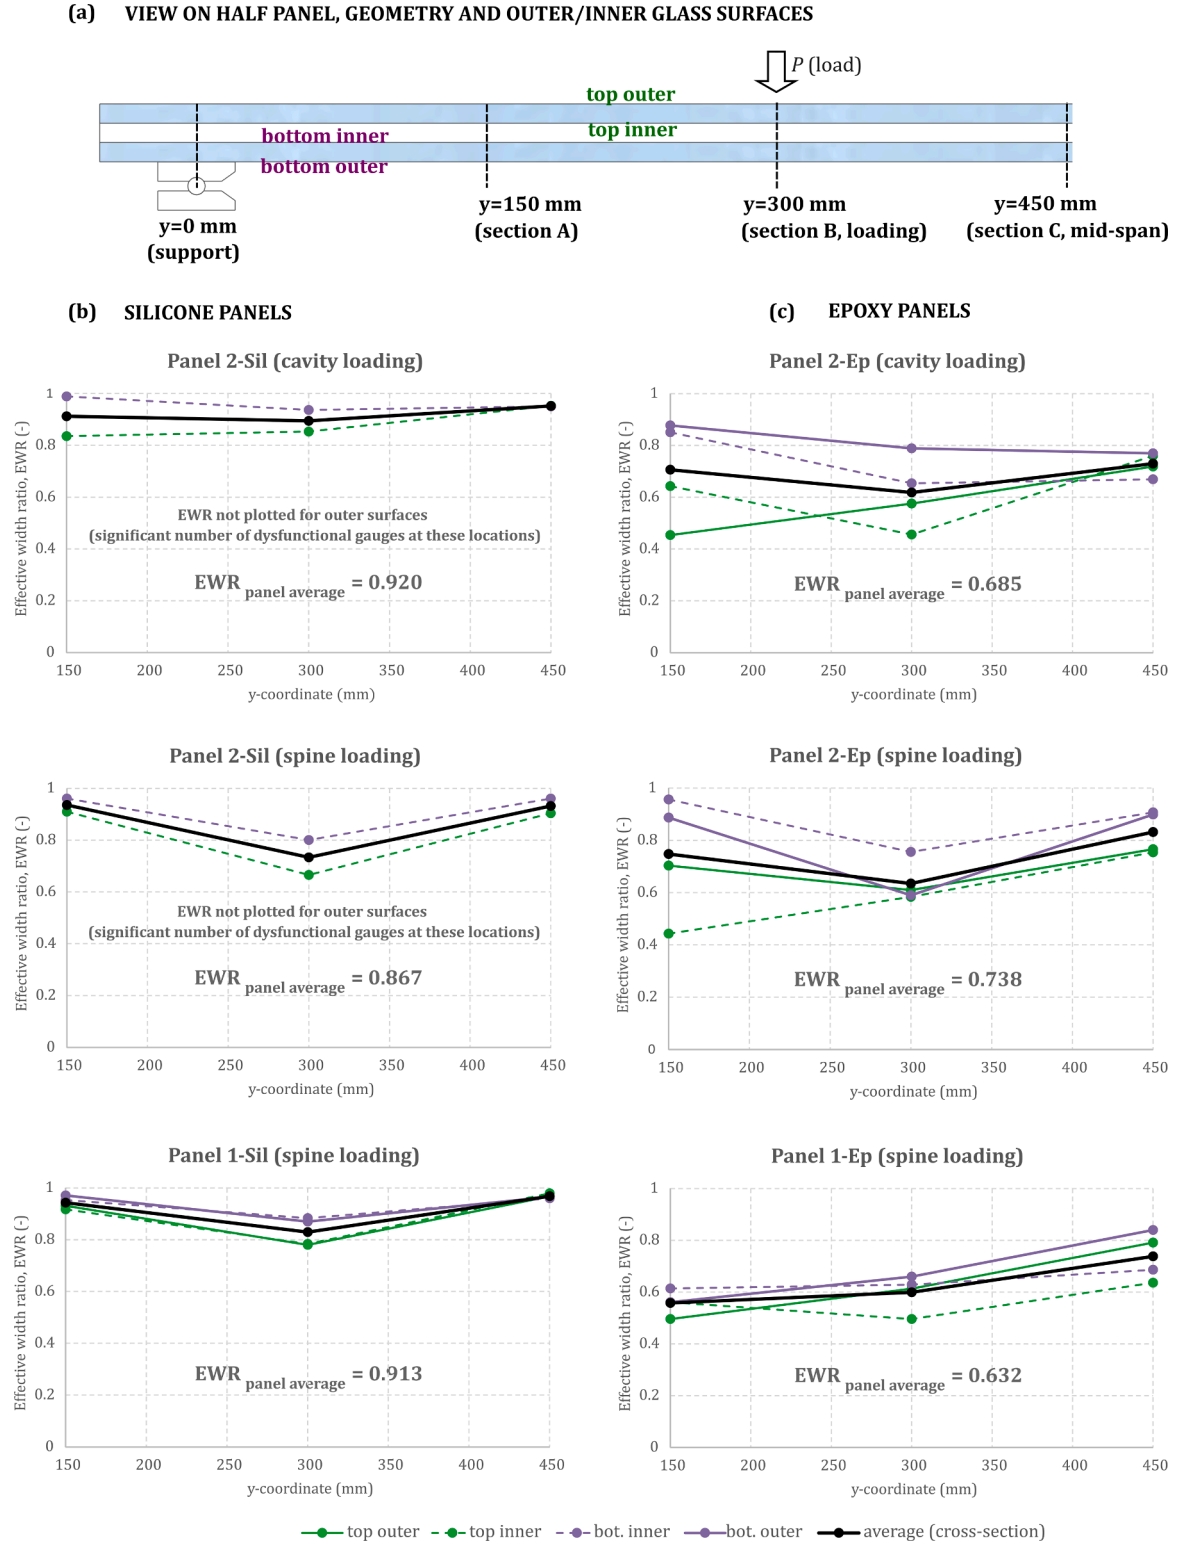 (a) VIEW ON HALF PANEL, GEOMETRY AND OUTER/INNER GLASS SURFACES
P (load)
top outer
top inner
bottom inner
bottom outer
y=0 mm
(support)
y=150 mm
(section A)
y=300 mm
(section B, loading)
y=450 mm
(section C, mid-span)
(b) SILICONE PANELS
(c) EPOXY PANELS
Panel 2-Sil (cavity loading)
Effective width ratio, EWR (-)
1
0.8
0.6
0.4
0.2
0
EWR not plotted for outer surfaces
(significant number of dysfunctional gauges at these locations)
EWR panel average = 0.920
150 200 250 300 350 400 450
y-coordinate (mm)
Panel 2-Ep (cavity loading)
Effective width ratio, EWR (-)
1
0.8
0.6
0.4
0.2
0
EWR panel average = 0.685
150 200 250 300 350 400 450
y-coordinate (mm)
Panel 2-Sil (spine loading)
Effective width ratio, EWR (-)
1
0.8
0.6
0.4
0.2
0
EWR not plotted for outer surfaces
(significant number of dysfunctional gauges at these locations)
EWR panel average = 0.867
150 200 250 300 350 400 450
y-coordinate (mm)
Panel 2-Ep (spine loading)
Effective width ratio, EWR (-)
1
0.8
0.6
0.4
0.2
0
EWR panel average = 0.738
150 200 250 300 350 400 450
y-coordinate (mm)
Panel 1-Sil (spine loading)
Effective width ratio, EWR (-)
1
0.8
0.6
0.4
0.2
0
EWR panel average = 0.913
150 200 250 300 350 400 450
y-coordinate (mm)
Panel 1-Ep (spine loading)
Effective width ratio, EWR (-)
1
0.8
0.6
0.4
0.2
0
EWR panel average = 0.632
150 200 250 300 350 400 450
y-coordinate (mm)
top outer top inner bot. inner bot. outer average (cross-section)